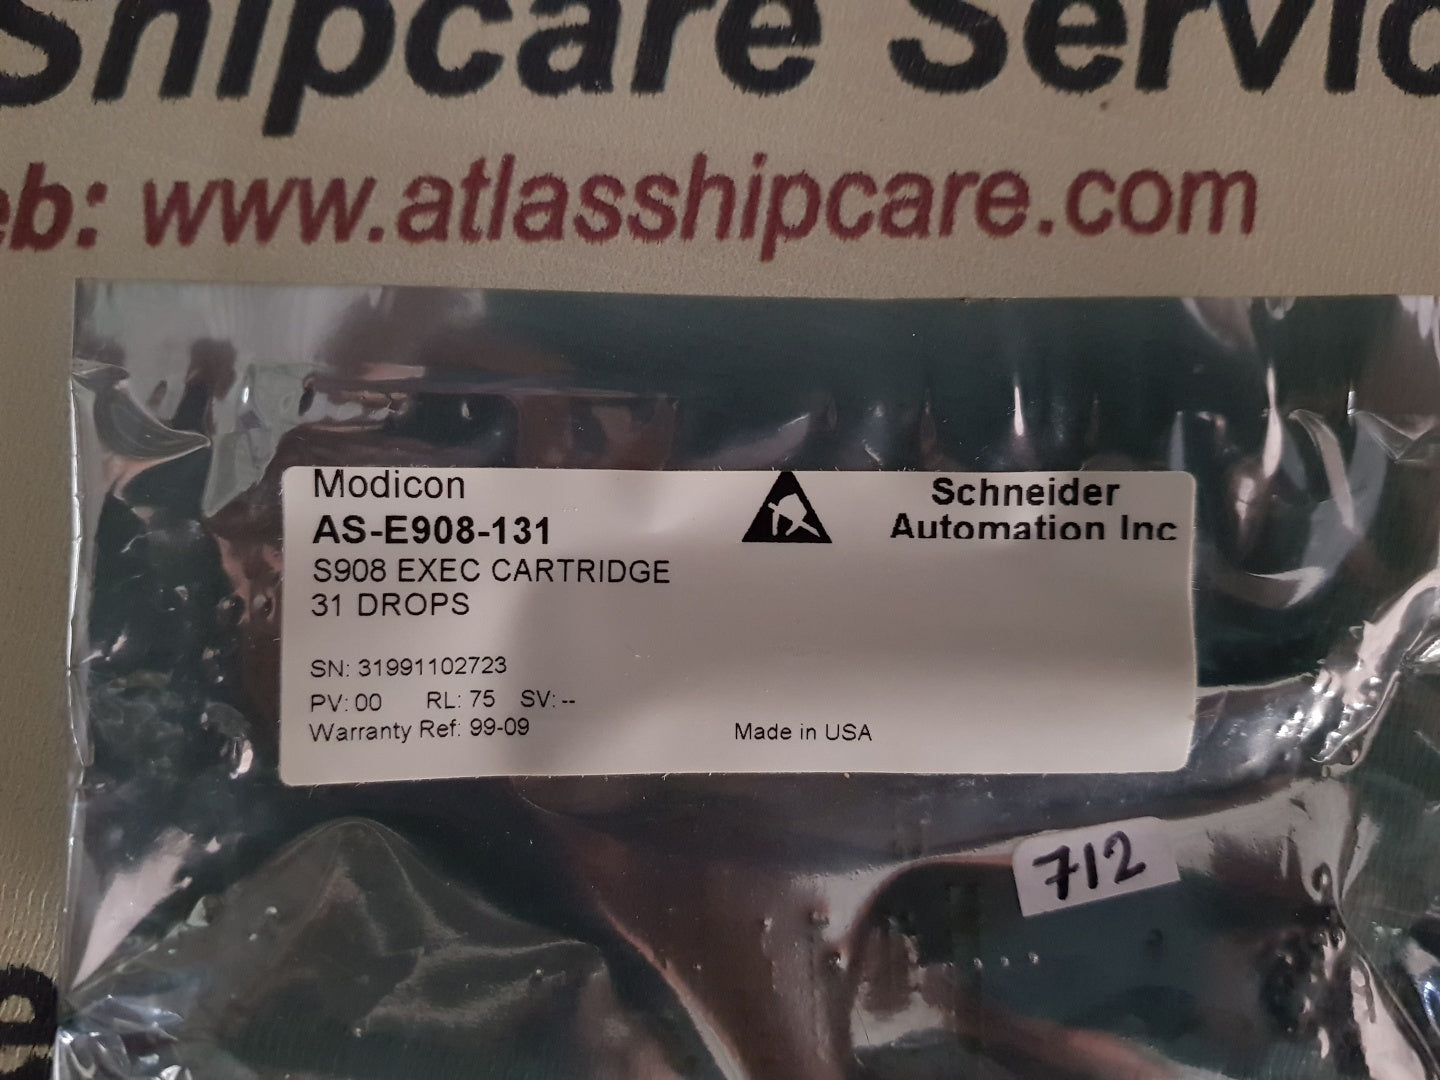 Shipcare Servic
eb: www.atlasshipcare.com
Modicon
AS-E908-131
S908 EXEC CARTRIDGE
31 DROPS
SN: 31991102723
PV: 00 RL: 75 SV: --
Warranty Ref: 99-09
Schneider
Automation Inc
Made in USA
712